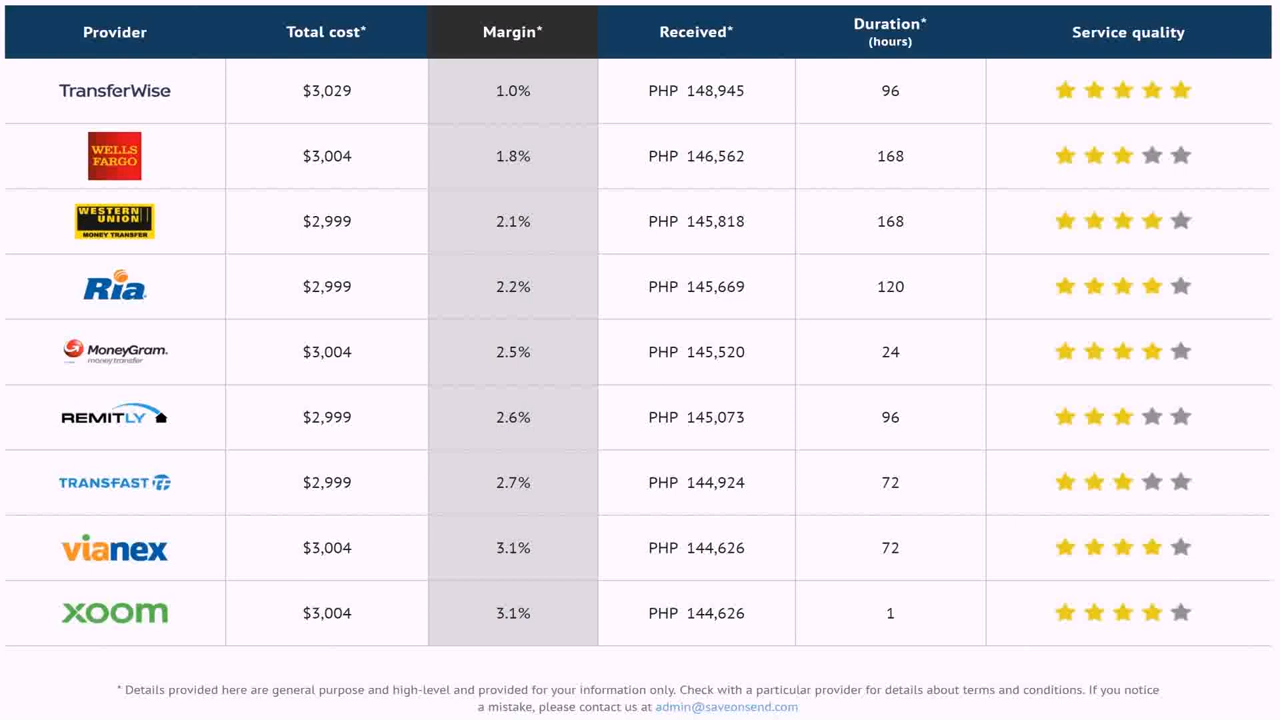 Provider Total cost* Margin* Received* Duration* (hours) Service quality
TransferWise $3,029 1.0% PHP 148,945 96
WELLS FARGO $3,004 1.8% PHP 146,562 168
WESTERN UNION MONEY TRANSFER $2,999 2.1% PHP 145,818 168
Ria $2,999 2.2% PHP 145,669 120
MoneyGram. money transfer $3,004 2.5% PHP 145,520 24
REMITLY $2,999 2.6% PHP 145,073 96
TRANSFAST TF $2,999 2.7% PHP 144,924 72
vianex $3,004 3.1% PHP 144,626 72
xoom $3,004 3.1% PHP 144,626 1
* Details provided here are general purpose and high-level and provided for your information only. Check with a particular provider for details about terms and conditions. If you notice
a mistake, please contact us at admin@saveonsend.com